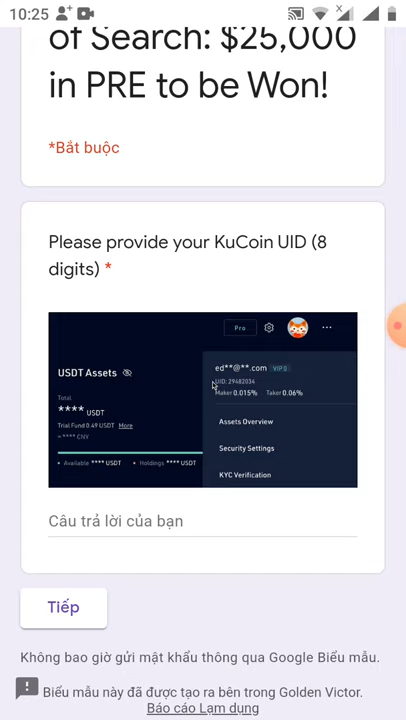 10:25
of Search: $25,000
in PRE to be Won!
*Bắt buộc
Please provide your KuCoin UID (8
digits) *
Pro
ed**@**.com VIP 0
USDT Assets
UID: 29482034
Maker 0.015% Taker 0.06%
Total
**** USDT
Trial Fund 0.49 USDT More
≈ **** CNY
Assets Overview
Security Settings
• Available **** USDT • Holdings **** USDT
KYC Verification
Câu trả lời của bạn
Tiếp
Không bao giờ gửi mật khẩu thông qua Google Biểu mẫu.
Biểu mẫu này đã được tạo ra bên trong Golden Victor.
Báo cáo Lạm dụng